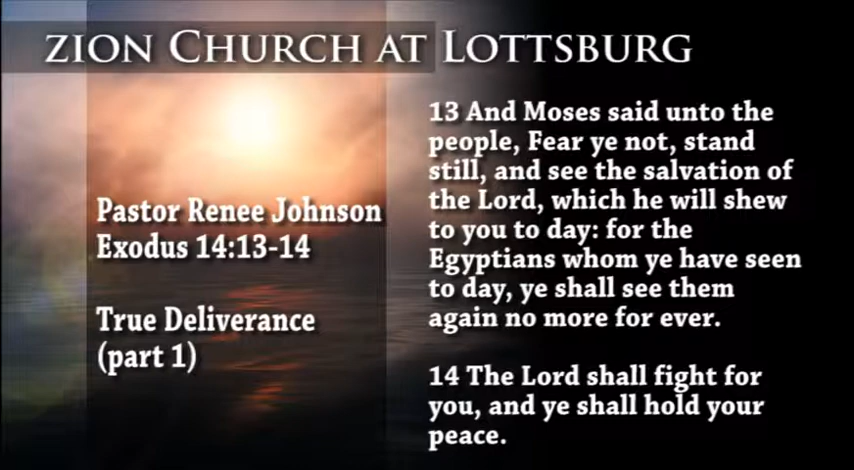 ZION CHURCH AT LOTTSBURG
Pastor Renee Johnson
Exodus 14:13-14
True Deliverance
(part 1)
13 And Moses said unto the
people, Fear ye not, stand
still, and see the salvation of
the Lord, which he will shew
to you to day: for the
Egyptians whom ye have seen
to day, ye shall see them
again no more for ever.
14 The Lord shall fight for
you, and ye shall hold your
peace.